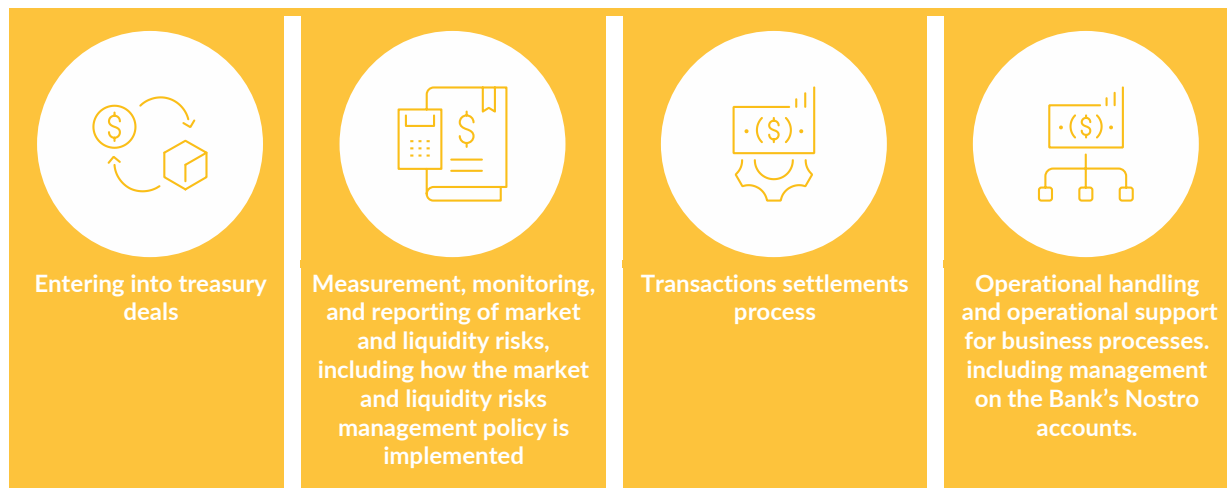 $
Entering into treasury
deals
$
Measurement, monitoring,
and reporting of market
and liquidity risks,
including how the market
and liquidity risks
management policy is
implemented
($)
Transactions settlements
process
($)
Operational handling
and operational support
for business processes.
including management
on the Bank’s Nostro
accounts.